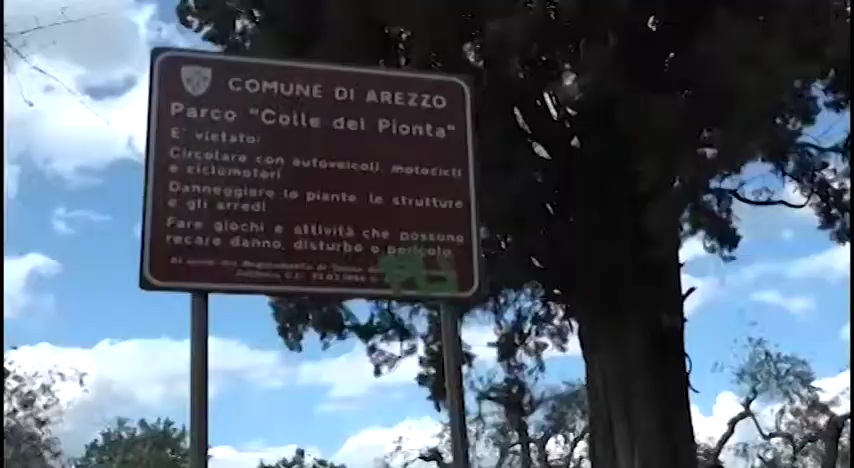 COMUNE DI AREZZO
Parco "Colle del Pionta"
E' vietato:
Circolare con autoveicoli, motocicli
e ciclomotori
Danneggiare le piante le strutture
e gli arredi
Fare giochi e attività che possono
recare danno, disturbo o pericolo